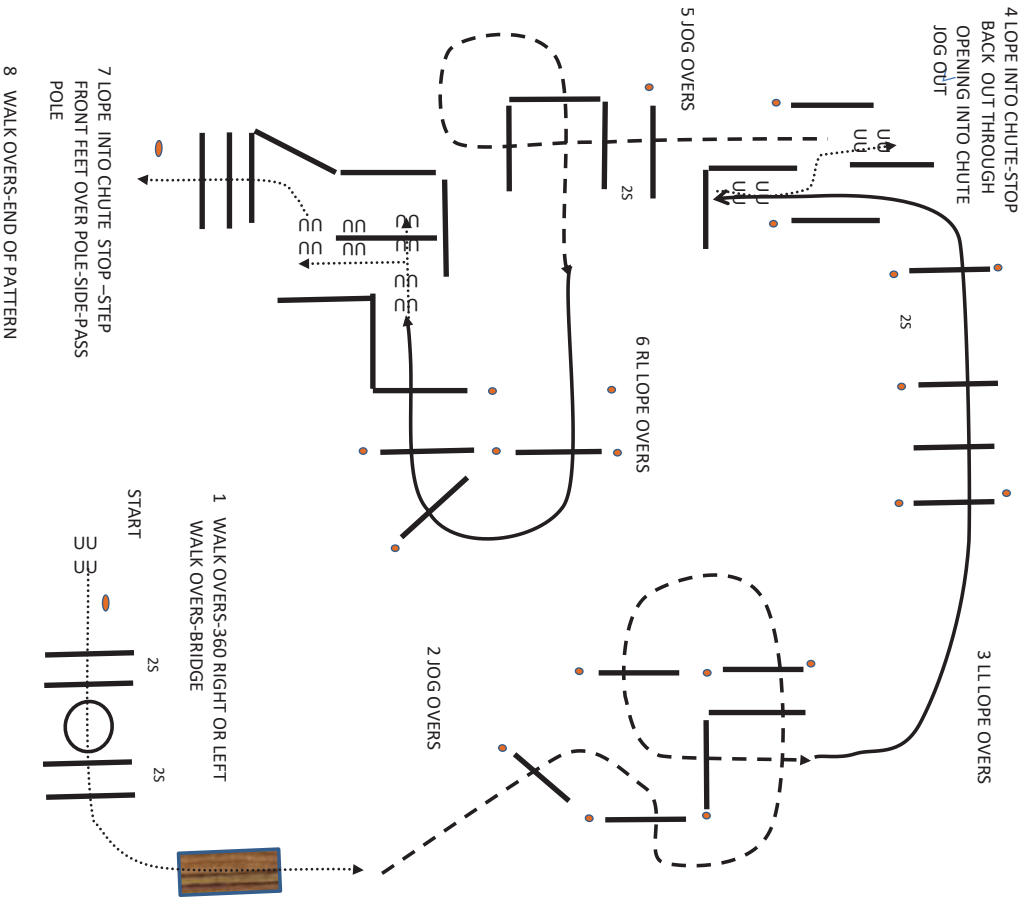 START
1 WALK OVERS-360 RIGHT OR LEFT
WALK OVERS-BRIDGE
2S
2S
2 JOG OVERS
3 LL LOPE OVERS
2S
4 LOPE INTO CHUTE-STOP
BACK OUT THROUGH
OPENING INTO CHUTE
JOG OUT
5 JOG OVERS
2S
6 RL LOPE OVERS
7 LOPE INTO CHUTE STOP –STEP
FRONT FEET OVER POLE-SIDE-PASS
POLE
8 WALK OVERS-END OF PATTERN